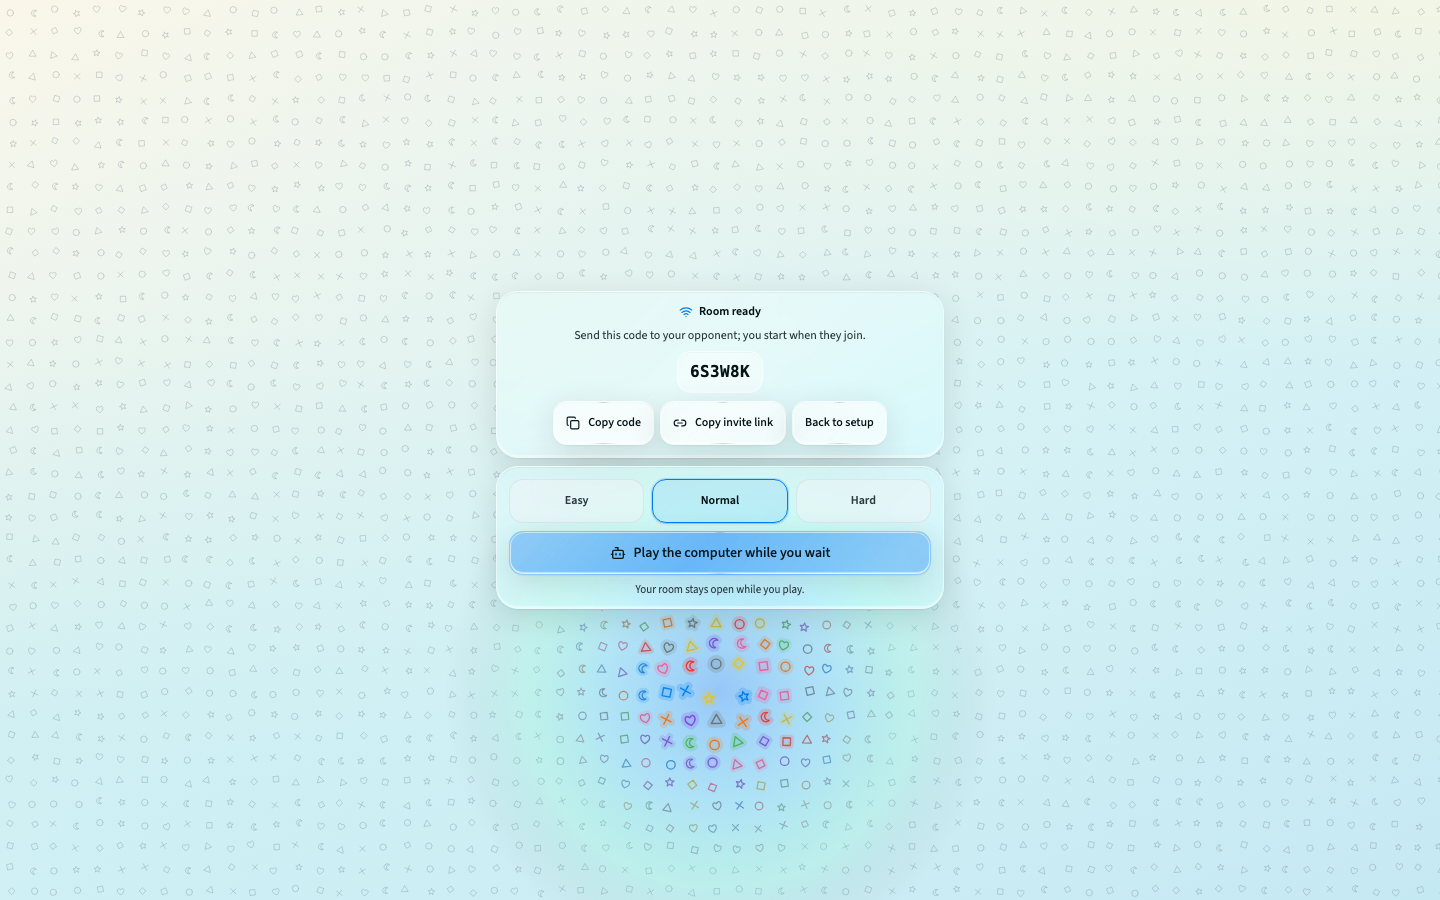 Room ready
Send this code to your opponent; you start when they join.
6S3W8K
Copy code
Copy invite link
Back to setup
Easy
Normal
Hard
Play the computer while you wait
Your room stays open while you play.